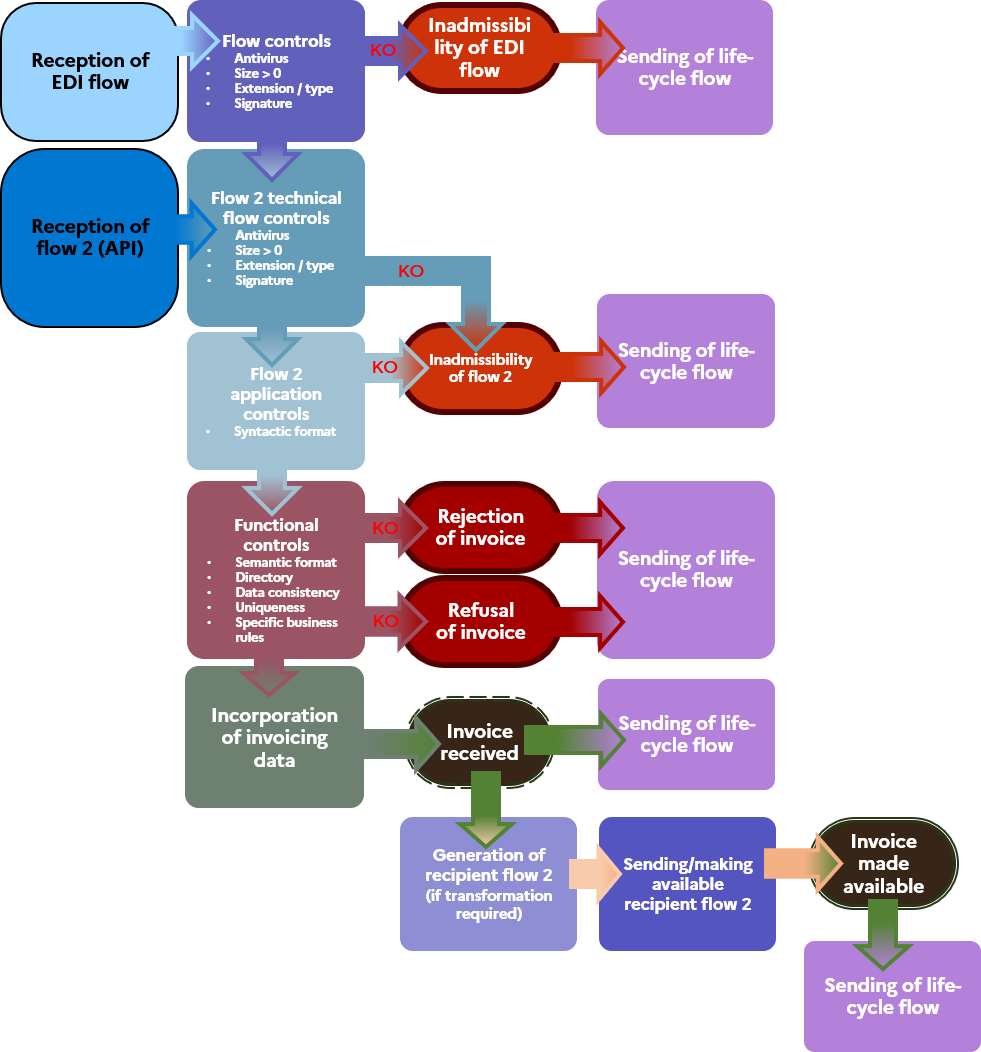 Reception of
EDI flow
Flow controls
• Antivirus
• Size > 0
• Extension / type
• Signature
KO
Inadmissibi
lity of EDI
flow
Sending of life-
cycle flow
Reception of
flow 2 (API)
Flow 2 technical
flow controls
Antivirus
• Size > 0
• Extension / type
• Signature
KO
Flow 2
application
controls
• Syntactic format
KO
Inadmissibility
of flow 2
Sending of life-
cycle flow
Functional
controls
• Semantic format
• Directory
• Data consistency
• Uniqueness
• Specific business
rules
KO
Rejection
of invoice
KO
Refusal
of invoice
Sending of life-
cycle flow
Incorporation
of invoicing
data
Invoice
received
Sending of life-
cycle flow
Generation of
recipient flow 2
(if transformation
required)
Sending/making
available
recipient flow 2
Invoice
made
available
Sending of life-
cycle flow